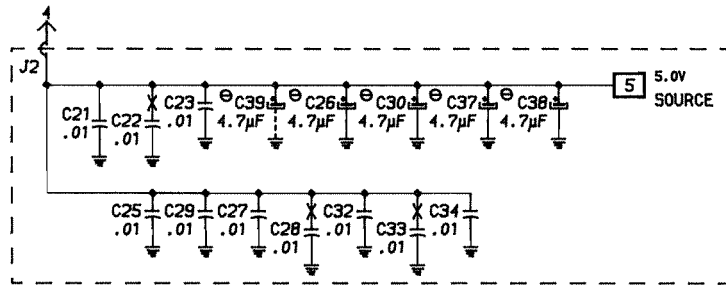 4
J2
C21
.01
C22
.01
C23
.01
⊖ C39
4.7µF
⊖ C26
4.7µF
⊖ C30
4.7µF
⊖ C37
4.7µF
⊖ C38
4.7µF
5
5.0V
SOURCE
C25
.01
C29
.01
C27
.01
C28
.01
C32
.01
C33
.01
C34
.01